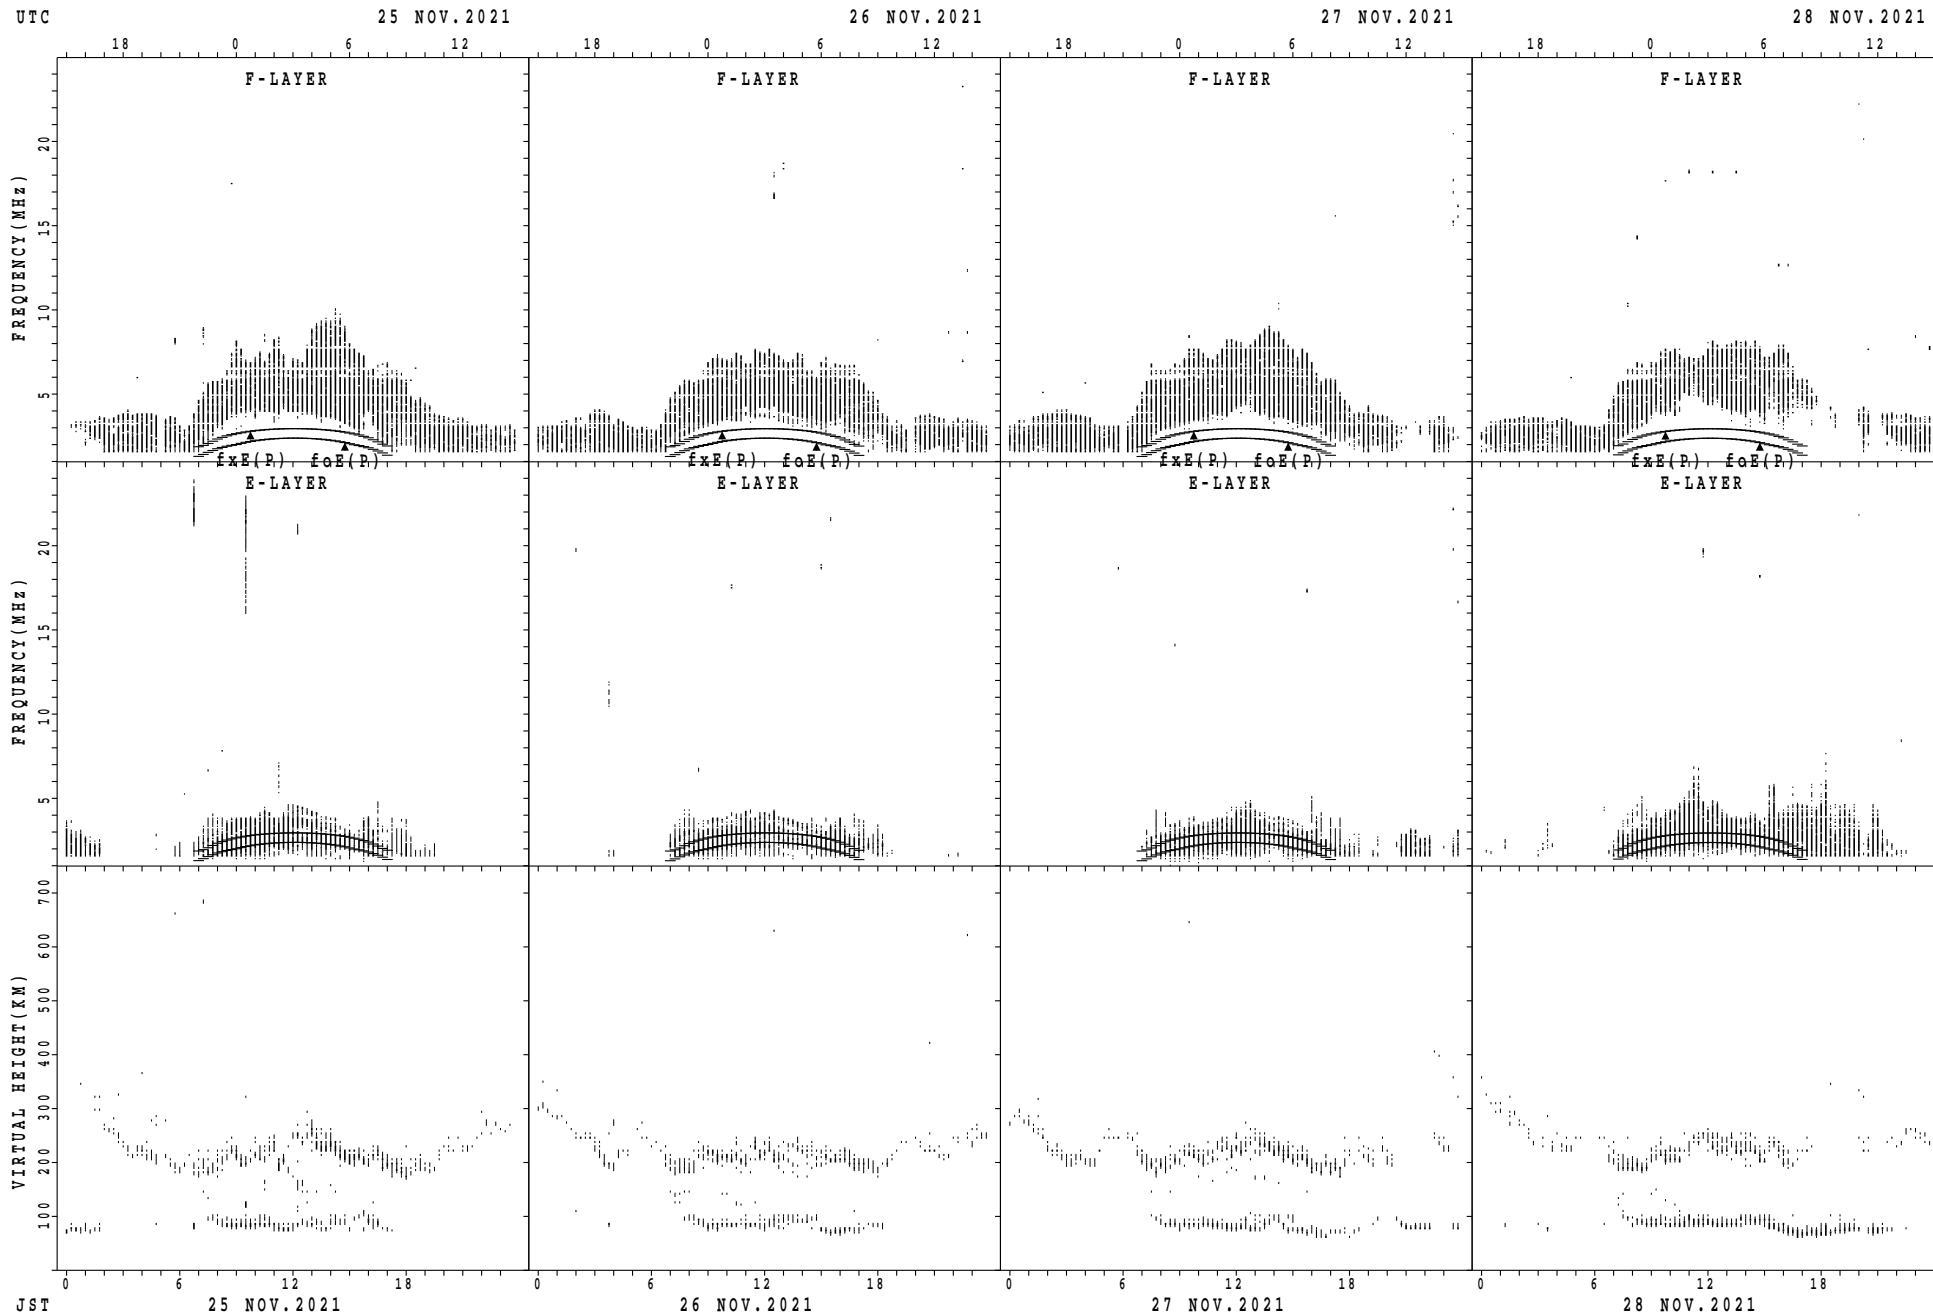 UTC 25 NOV.2021 26 NOV.2021 27 NOV.2021 28 NOV.2021
18 0 6 12 18 0 6 12 18 0 6 12 18 0 6 12
F-LAYER F-LAYER F-LAYER F-LAYER
FREQUENCY(MHz)
20
15
10
5
fxE(P) foE(P) fxE(P) foE(P) fxE(P) foE(P) fxE(P) foE(P)
E-LAYER E-LAYER E-LAYER E-LAYER
FREQUENCY(MHz)
20
15
10
5
VIRTUAL HEIGHT(KM)
700
600
500
400
300
200
100
0 6 12 18 0 6 12 18 0 6 12 18 0 6 12 18
JST 25 NOV.2021 26 NOV.2021 27 NOV.2021 28 NOV.2021